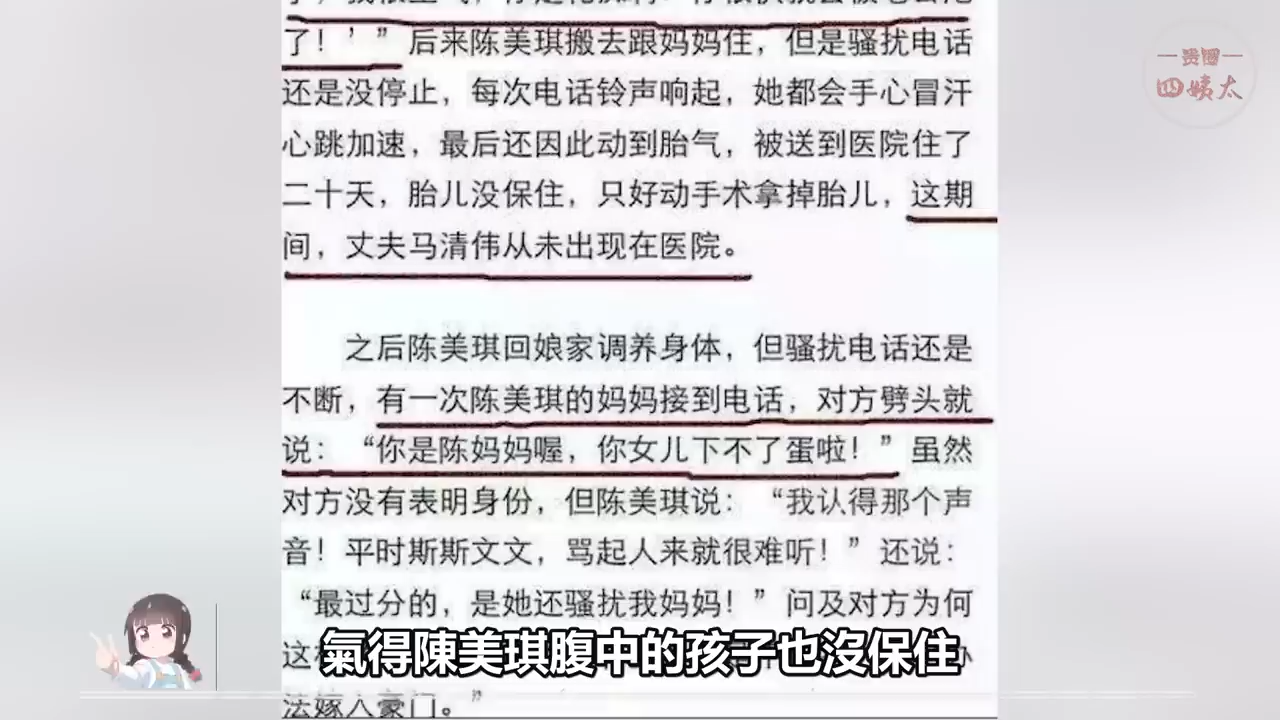 了！’”后来陈美琪搬去跟妈妈住，但是骚扰电话
还是没停止，每次电话铃声响起，她都会手心冒汗
心跳加速，最后还因此动到胎气，被送到医院住了
二十天，胎儿没保住，只好动手术拿掉胎儿，这期
间，丈夫马清伟从未出现在医院。
之后陈美琪回娘家调养身体，但骚扰电话还是
不断，有一次陈美琪的妈妈接到电话，对方劈头就
说：“你是陈妈妈喔，你女儿下不了蛋啦！”虽然
对方没有表明身份，但陈美琪说：“我认得那个声
音！平时斯斯文文，骂起人来就很难听！”还说：
“最过分的，是她还骚扰我妈妈！”问及对方为何
这
法嫁入豪门。”
氣得陳美琪腹中的孩子也沒保住
贵圈
四姨太